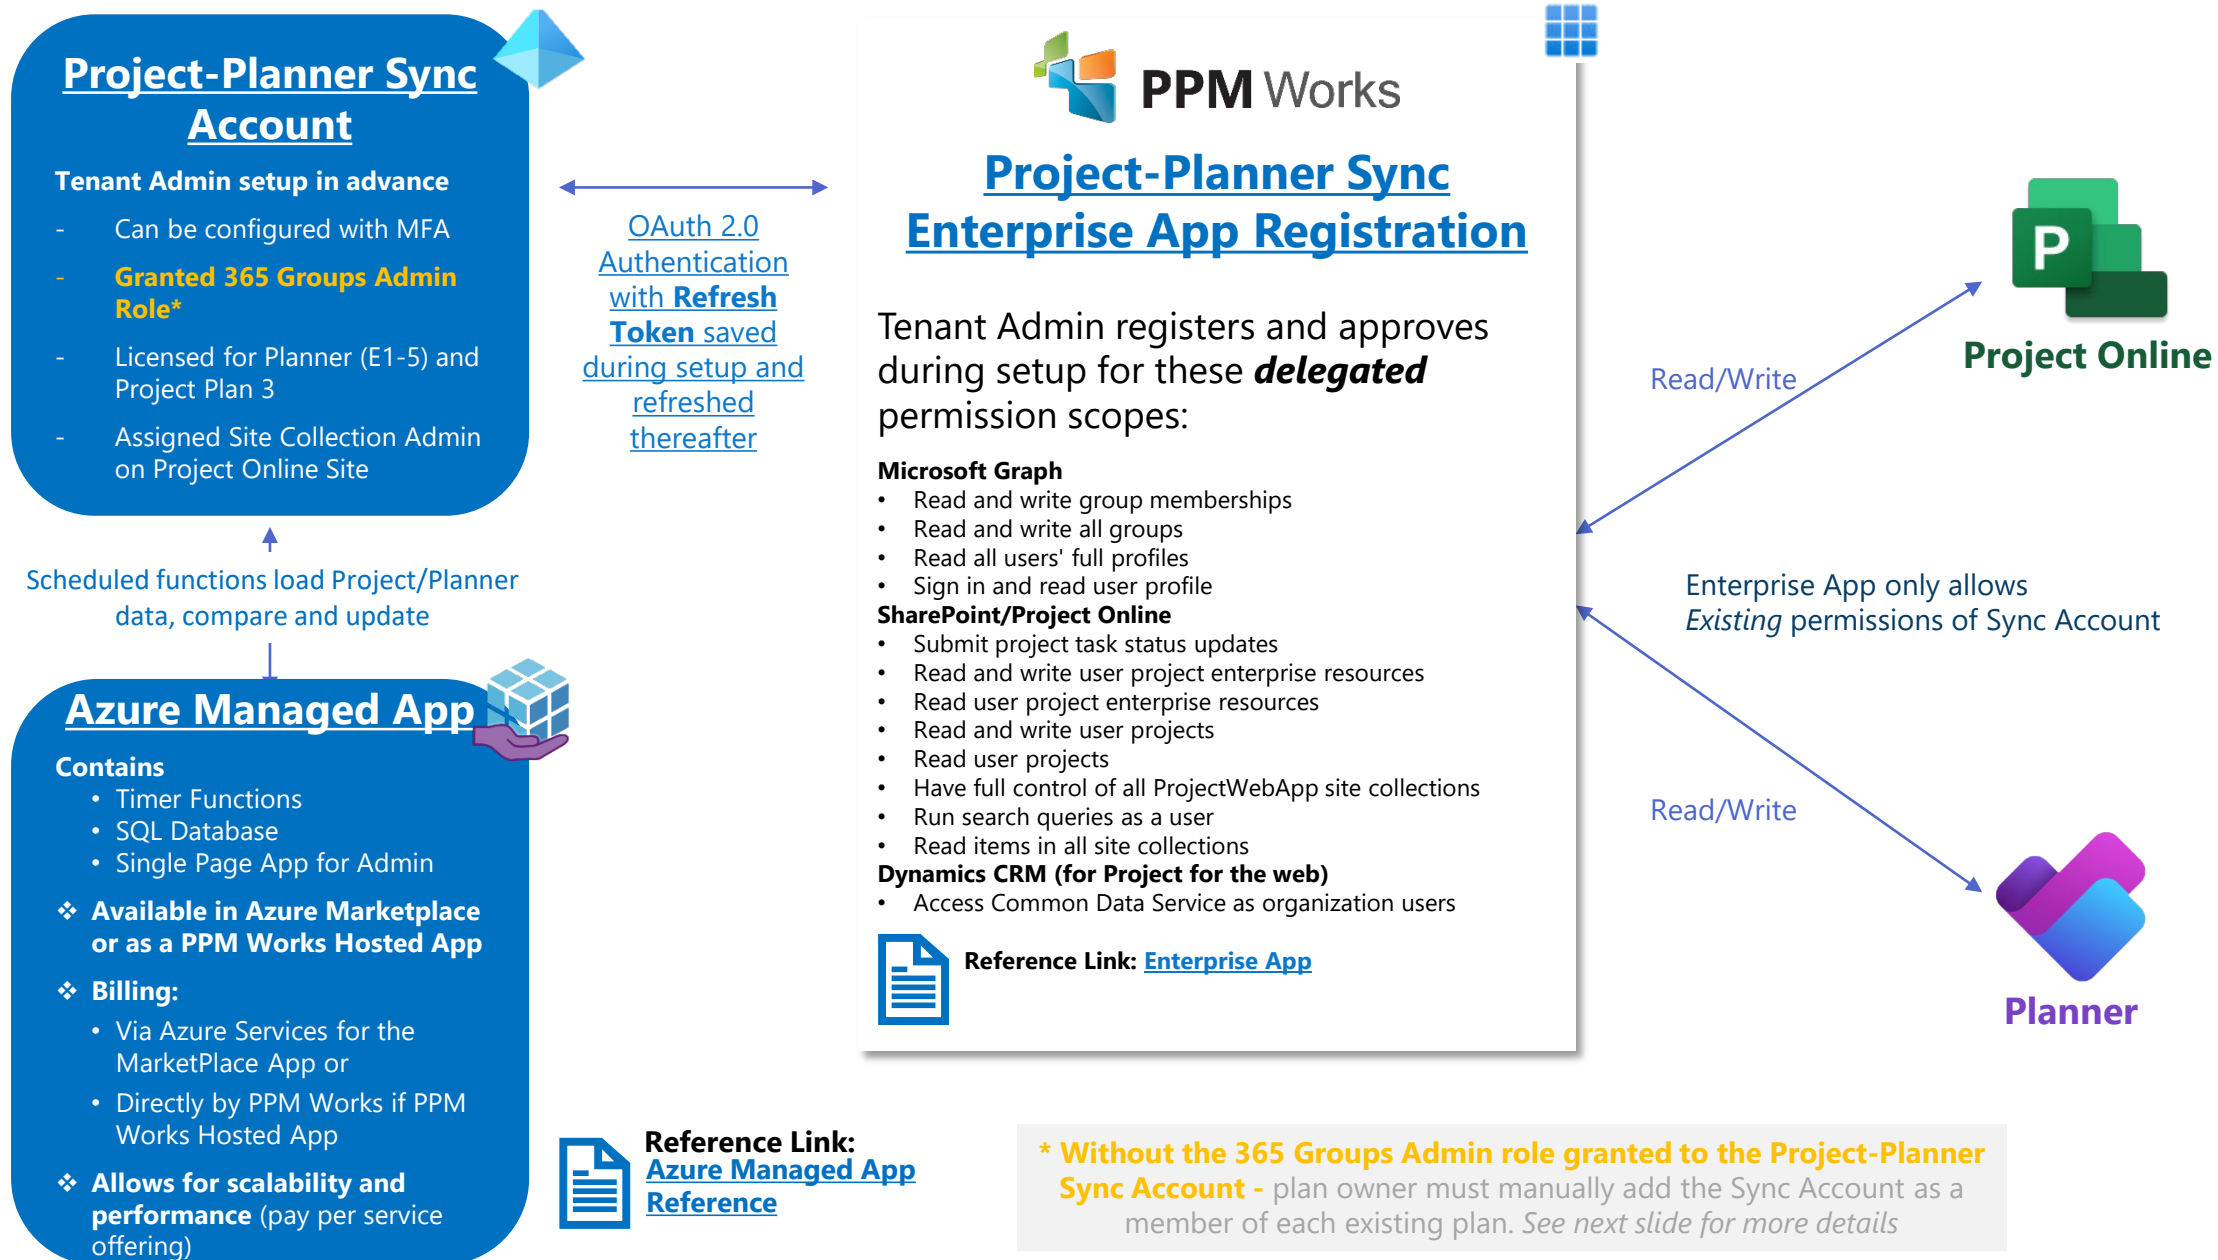 Project-Planner Sync
Account
Tenant Admin setup in advance
- Can be configured with MFA
- Granted 365 Groups Admin
Role*
- Licensed for Planner (E1-5) and
Project Plan 3
- Assigned Site Collection Admin
on Project Online Site
Scheduled functions load Project/Planner
data, compare and update
Azure Managed App
Contains
• Timer Functions
• SQL Database
• Single Page App for Admin
❖ Available in Azure Marketplace
or as a PPM Works Hosted App
❖ Billing:
• Via Azure Services for the
MarketPlace App or
• Directly by PPM Works if PPM
Works Hosted App
❖ Allows for scalability and
performance (pay per service
offering)
OAuth 2.0
Authentication
with Refresh
Token saved
during setup and
refreshed
thereafter
PPM Works
Project-Planner Sync
Enterprise App Registration
Tenant Admin registers and approves
during setup for these delegated
permission scopes:
Microsoft Graph
• Read and write group memberships
• Read and write all groups
• Read all users' full profiles
• Sign in and read user profile
SharePoint/Project Online
• Submit project task status updates
• Read and write user project enterprise resources
• Read user project enterprise resources
• Read and write user projects
• Read user projects
• Have full control of all ProjectWebApp site collections
• Run search queries as a user
• Read items in all site collections
Dynamics CRM (for Project for the web)
• Access Common Data Service as organization users
Reference Link: Enterprise App
Reference Link:
Azure Managed App
Reference
P
Project Online
Read/Write
Enterprise App only allows
Existing permissions of Sync Account
Read/Write
Planner
* Without the 365 Groups Admin role granted to the Project-Planner
Sync Account - plan owner must manually add the Sync Account as a
member of each existing plan. See next slide for more details